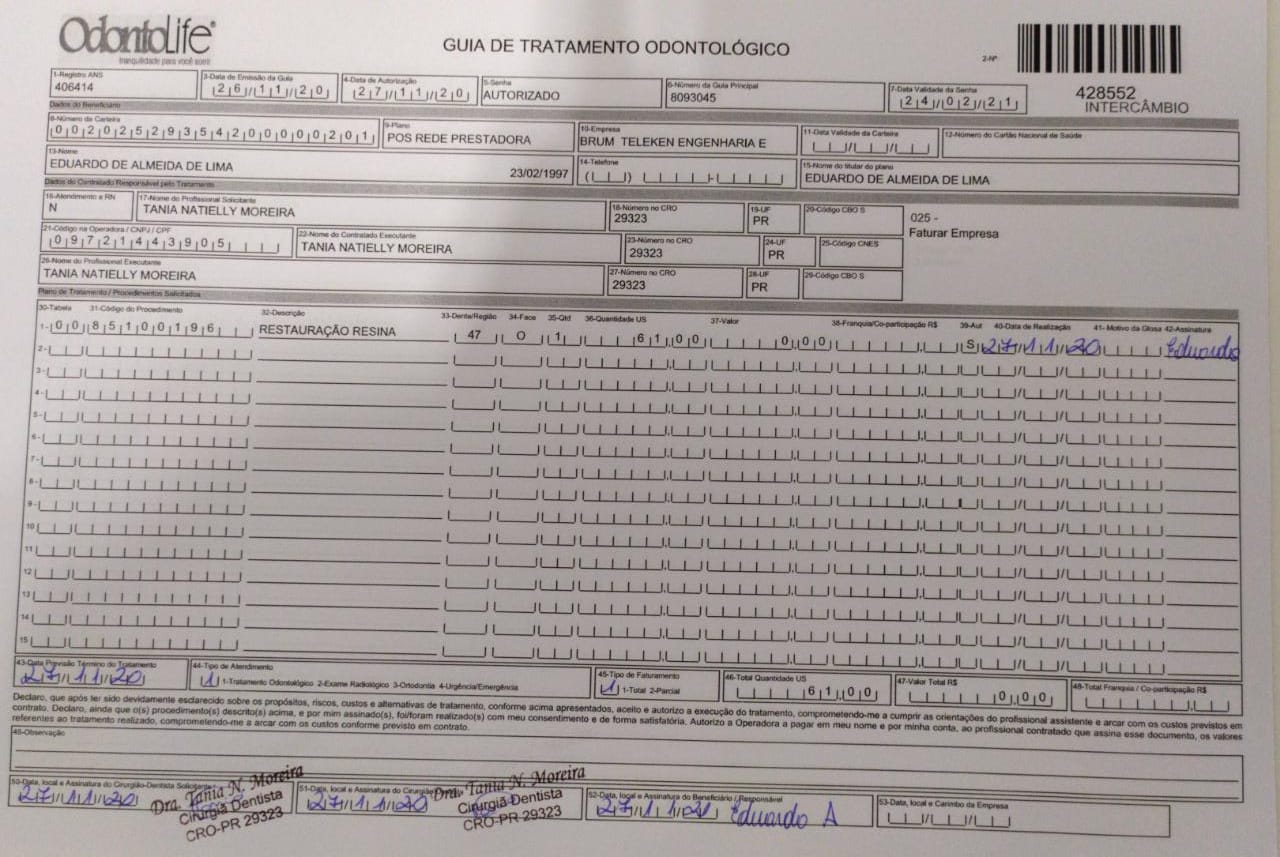 OdontoLife®
tranquilidade para você sorrir
GUIA DE TRATAMENTO ODONTOLÓGICO
2-Nº
428552
INTERCÂMBIO
1-Registro ANS
406414
3-Data de Emissão da Guia
26/11/20
4-Data de Autorização
27/11/20
5-Senha
AUTORIZADO
6-Número da Guia Principal
8093045
7-Data Validade da Senha
24/02/21
Dados do Beneficiário
8-Número da Carteira
00202529354200000201
9-Plano
POS REDE PRESTADORA
10-Empresa
BRUM TELEKEN ENGENHARIA E
11-Data Validade da Carteira
12-Número do Cartão Nacional de Saúde
13-Nome
EDUARDO DE ALMEIDA DE LIMA 23/02/1997
14-Telefone
15-Nome do titular do plano
EDUARDO DE ALMEIDA DE LIMA
Dados do Contratado Responsável pelo Tratamento
16-Atendimento a RN
N
17-Nome do Profissional Solicitante
TANIA NATIELLY MOREIRA
18-Número no CRO
29323
19-UF
PR
20-Código CBO S
025 -
Faturar Empresa
21-Código na Operadora / CNPJ / CPF
09721443905
22-Nome do Contratado Executante
TANIA NATIELLY MOREIRA
23-Número no CRO
29323
24-UF
PR
25-Código CNES
26-Nome do Profissional Executante
TANIA NATIELLY MOREIRA
27-Número no CRO
29323
28-UF
PR
29-Código CBO S
Plano de Tratamento / Procedimentos Solicitados
30-Tabela 31-Código do Procedimento 32-Descrição 33-Dente/Região 34-Face 35-Qtd 36-Quantidade US 37-Valor 38-Franquia/Co-participação R$ 39-Aut 40-Data de Realização 41- Motivo da Glosa 42-Assinatura
1- 00 85100196 RESTAURAÇÃO RESINA 47 O 1 61,00 0,00 S 27/11/20 Eduardo
2-
3-
4-
5-
6-
7-
8-
9-
10
11
12
13
14
15
43-Data Previsão Término do Tratamento
27/11/20
44-Tipo de Atendimento
1 1-Tratamento Odontológico 2-Exame Radiológico 3-Ortodontia 4-Urgência/Emergência
45-Tipo de Faturamento
1 1-Total 2-Parcial
46-Total Quantidade US
61,00
47-Valor Total R$
0,00
48-Total Franquia / Co-participação R$
Declaro, que após ter sido devidamente esclarecido sobre os propósitos, riscos, custos e alternativas de tratamento, conforme acima apresentados, aceito e autorizo a execução do tratamento, comprometendo-me a cumprir as orientações do profissional assistente e arcar com os custos previstos em
contrato. Declaro, ainda que o(s) procedimento(s) descrito(s) acima, e por mim assinado(s), foi/foram realizado(s) com meu consentimento e de forma satisfatória. Autorizo a Operadora a pagar em meu nome e por minha conta, ao profissional contratado que assina esse documento, os valores
referentes ao tratamento realizado, comprometendo-me a arcar com os custos conforme previsto em contrato.
49-Observação
50-Data, local e Assinatura do Cirurgião-Dentista Solicitante
27/11/20
Dra. Tania N. Moreira
Cirurgiã Dentista
CRO-PR 29323
51-Data, local e Assinatura do Cirurgião
27/11/20
Dra. Tania N. Moreira
Cirurgiã Dentista
CRO-PR 29323
52-Data, local e Assinatura do Beneficiário / Responsável
27/11/20 Eduardo A
53-Data, local e Carimbo da Empresa